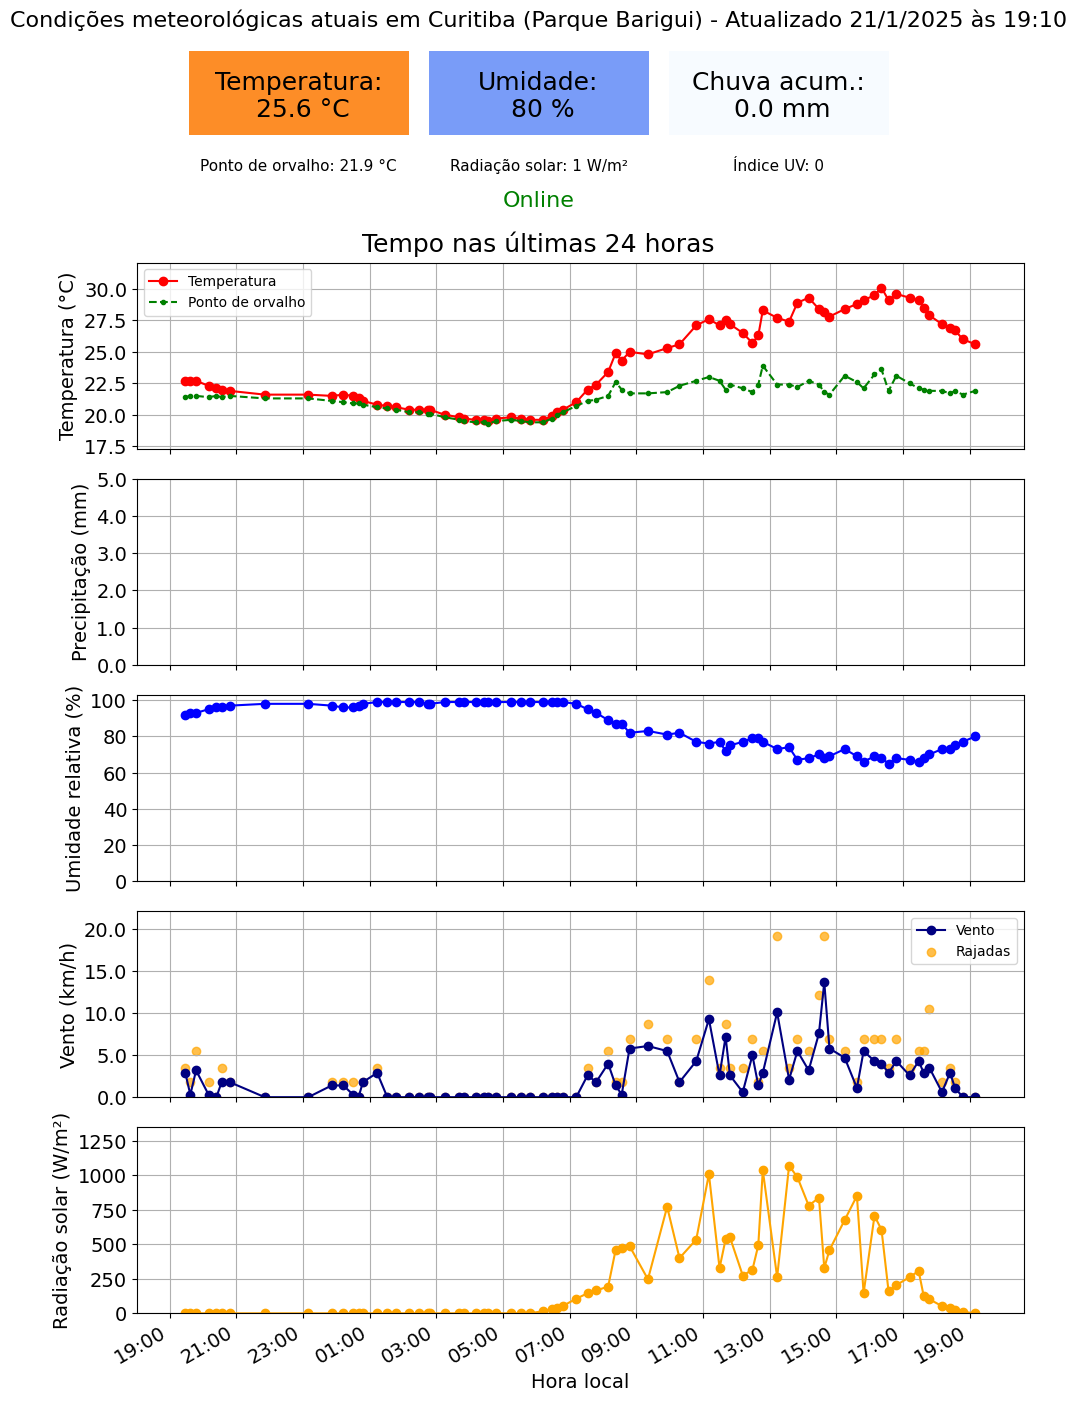 Condições meteorológicas atuais em Curitiba (Parque Barigui) - Atualizado 21/1/2025 às 19:10
Temperatura:
25.6 °C
Umidade:
80 %
Chuva acum.:
0.0 mm
Ponto de orvalho: 21.9 °C
Radiação solar: 1 W/m²
Índice UV: 0
Online
Tempo nas últimas 24 horas
Temperatura (°C)
30.0
27.5
25.0
22.5
20.0
17.5
Temperatura
Ponto de orvalho
Precipitação (mm)
5.0
4.0
3.0
2.0
1.0
0.0
Umidade relativa (%)
100
80
60
40
20
0
Vento (km/h)
20.0
15.0
10.0
5.0
0.0
Vento
Rajadas
Radiação solar (W/m²)
1250
1000
750
500
250
0
19:00
21:00
23:00
01:00
03:00
05:00
07:00
09:00
11:00
13:00
15:00
17:00
19:00
Hora local